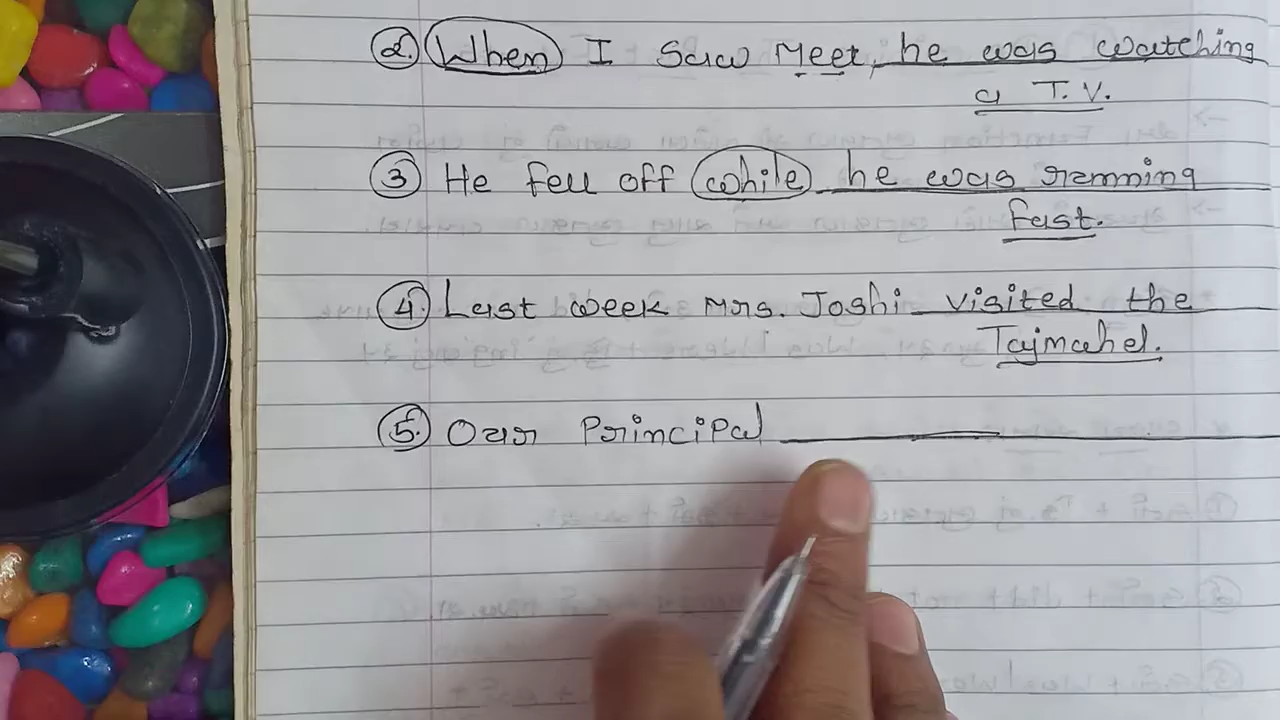 ② When I saw Meet, he was watching
a T.V.
③ He fell off while he was running
fast.
④ Last week Mrs. Joshi visited the
Tajmahel.
⑤ Our Principal